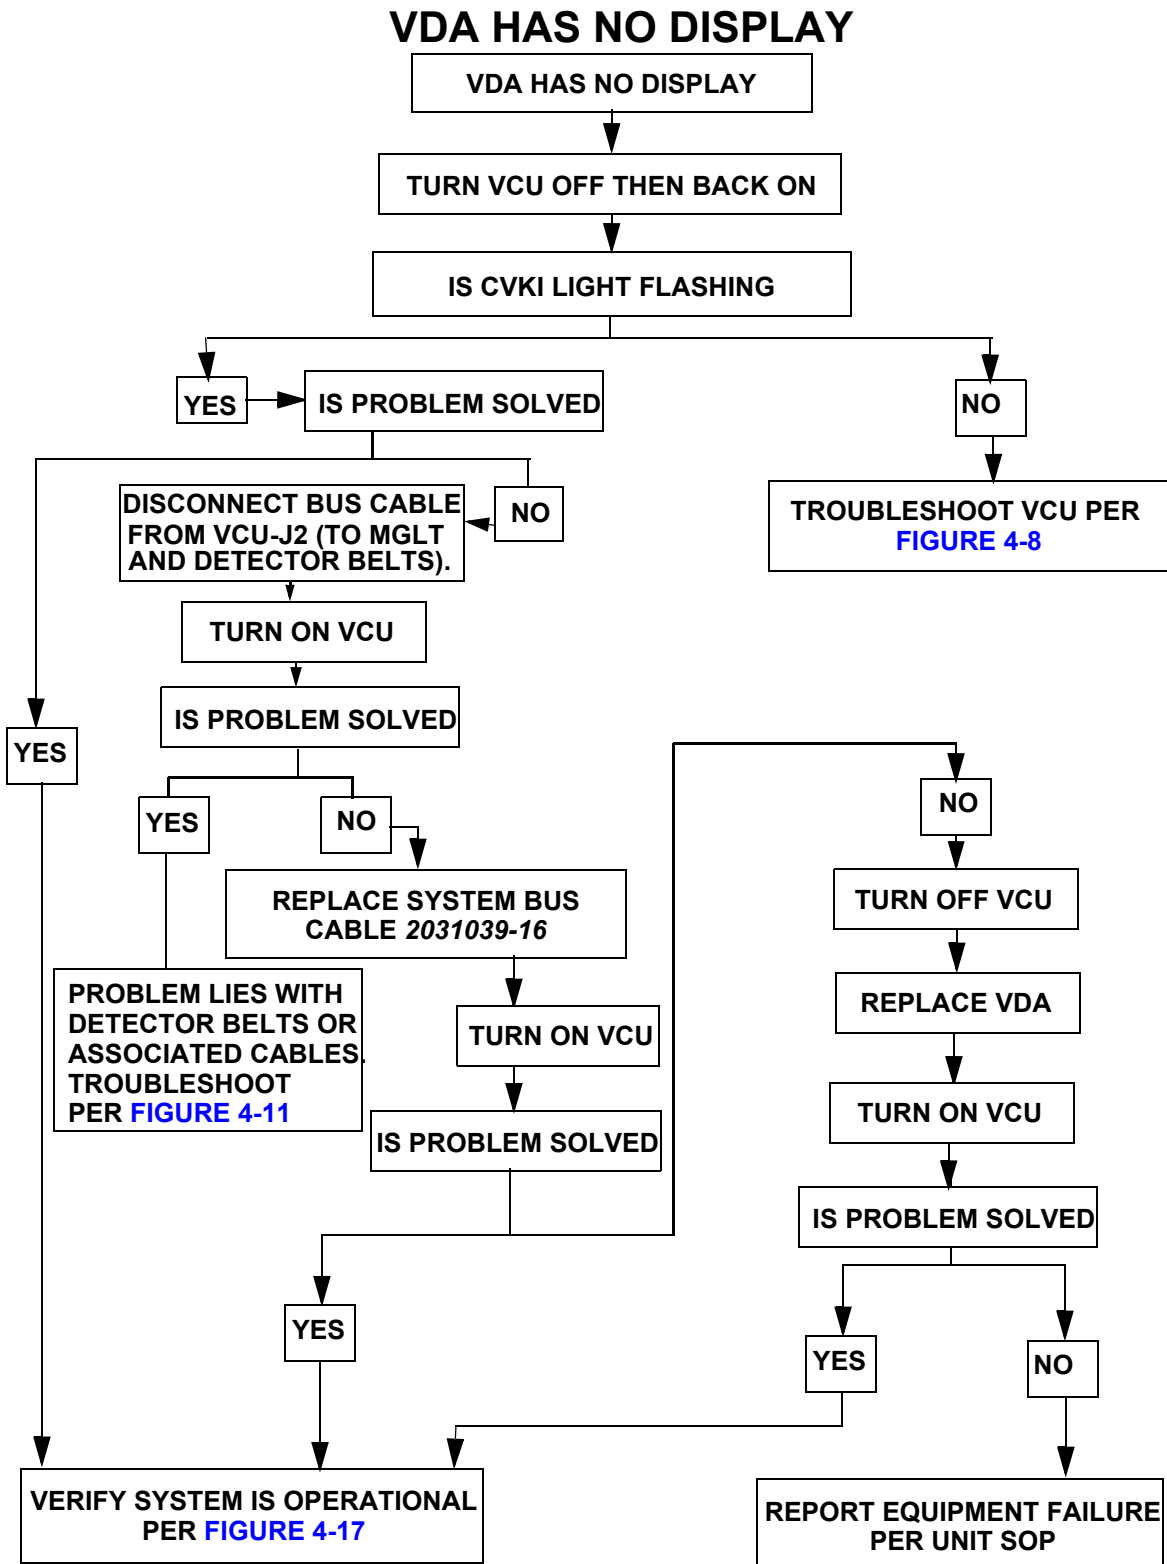 VDA HAS NO DISPLAY
VDA HAS NO DISPLAY
TURN VCU OFF THEN BACK ON
IS CVKI LIGHT FLASHING
YES
IS PROBLEM SOLVED
NO
TROUBLESHOOT VCU PER
FIGURE 4-8
NO
DISCONNECT BUS CABLE
FROM VCU-J2 (TO MGLT
AND DETECTOR BELTS).
TURN ON VCU
IS PROBLEM SOLVED
YES
YES
NO
REPLACE SYSTEM BUS
CABLE 2031039-16
PROBLEM LIES WITH
DETECTOR BELTS OR
ASSOCIATED CABLES.
TROUBLESHOOT
PER FIGURE 4-11
TURN ON VCU
IS PROBLEM SOLVED
YES
NO
TURN OFF VCU
REPLACE VDA
TURN ON VCU
IS PROBLEM SOLVED
YES
NO
VERIFY SYSTEM IS OPERATIONAL
PER FIGURE 4-17
REPORT EQUIPMENT FAILURE
PER UNIT SOP